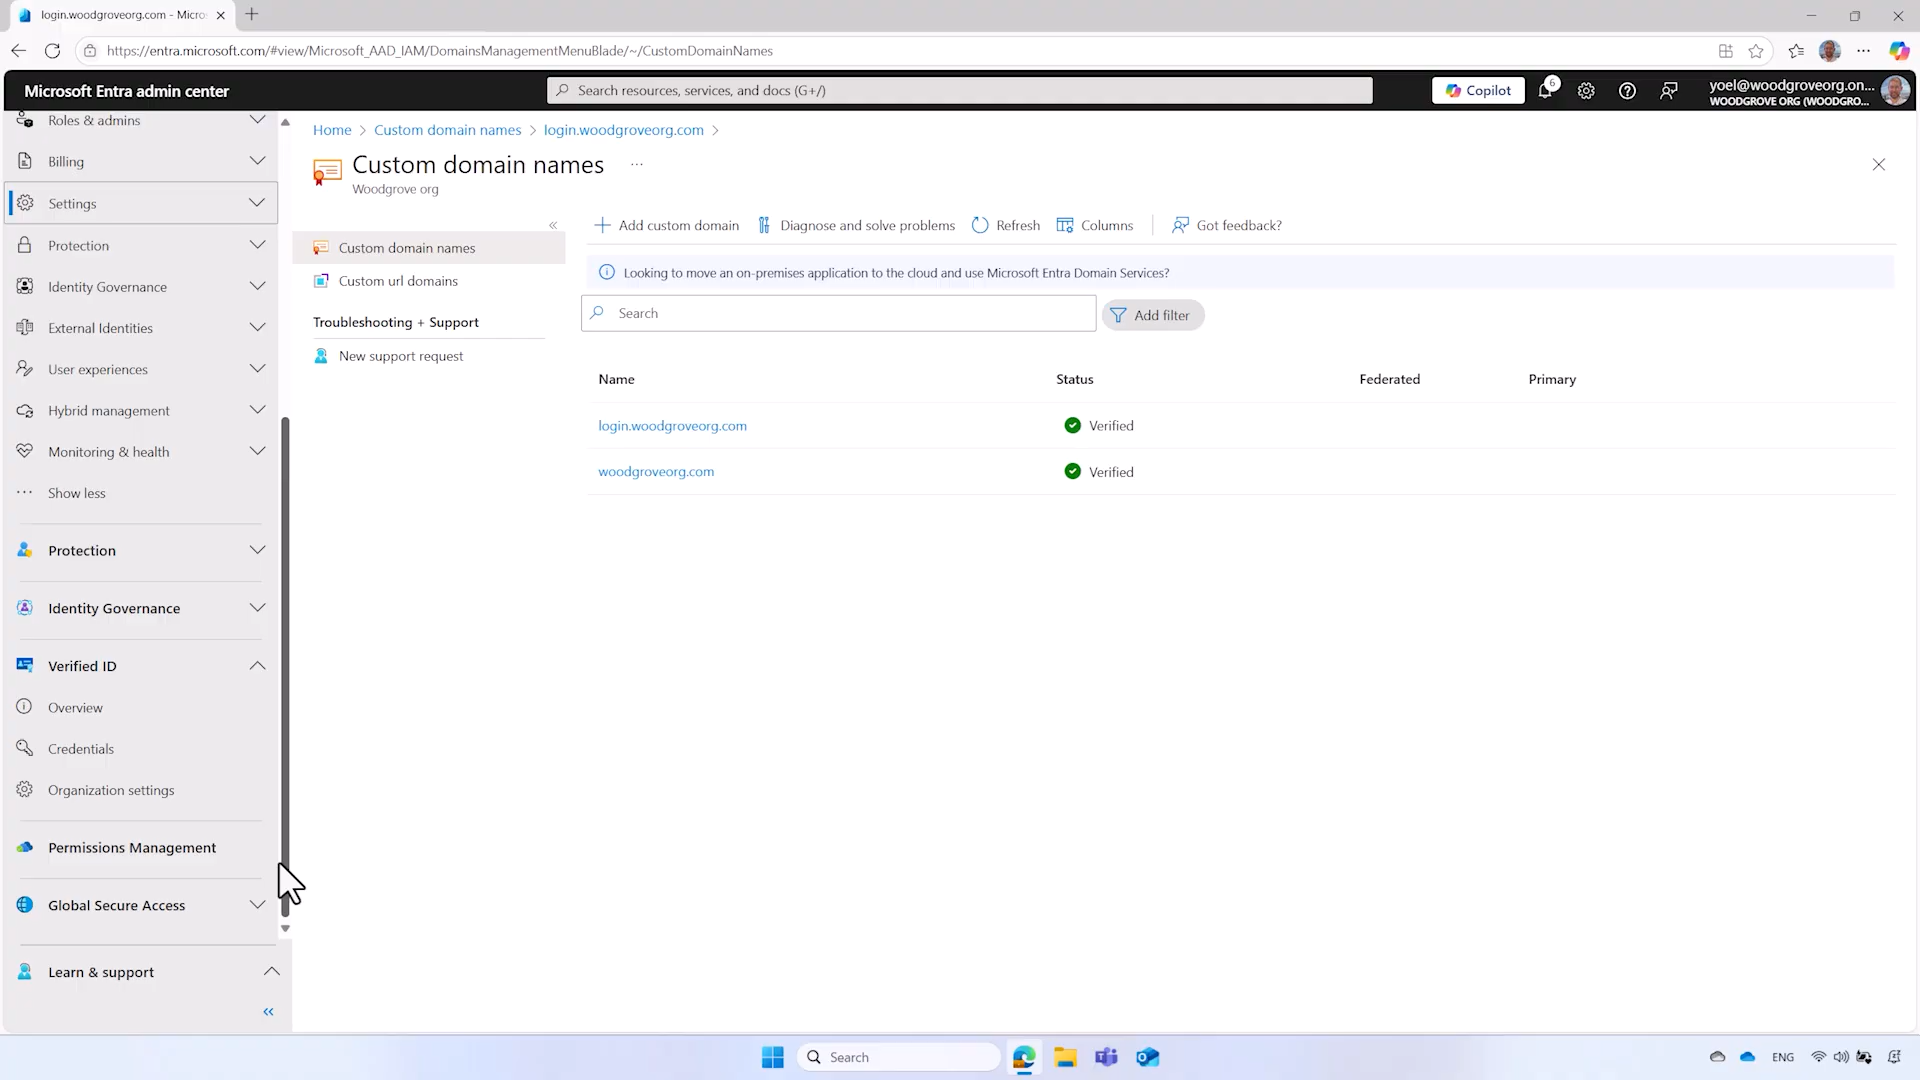 login.woodgroveorg.com - Micro
https://entra.microsoft.com/#view/Microsoft_AAD_IAM/DomainsManagementMenuBlade/~/CustomDomainNames
Microsoft Entra admin center
Search resources, services, and docs (G+/)
Copilot
6
yoel@woodgroveorg.on...
WOODGROVE ORG (WOODGRO...
Roles & admins
Billing
Settings
Protection
Identity Governance
External Identities
User experiences
Hybrid management
Monitoring & health
Show less
Protection
Identity Governance
Verified ID
Overview
Credentials
Organization settings
Permissions Management
Global Secure Access
Learn & support
Home > Custom domain names > login.woodgroveorg.com >
Custom domain names ...
Woodgrove org
Custom domain names
Custom url domains
Troubleshooting + Support
New support request
Add custom domain Diagnose and solve problems Refresh Columns Got feedback?
Looking to move an on-premises application to the cloud and use Microsoft Entra Domain Services?
Search
Add filter
Name Status Federated Primary
login.woodgroveorg.com Verified
woodgroveorg.com Verified
Search
ENG